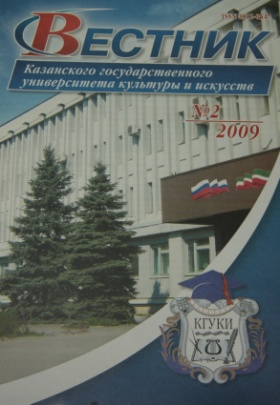 ВЕСТНИК
Казанского государственного
университета культуры и искусств
№2
2009
КГУКИ